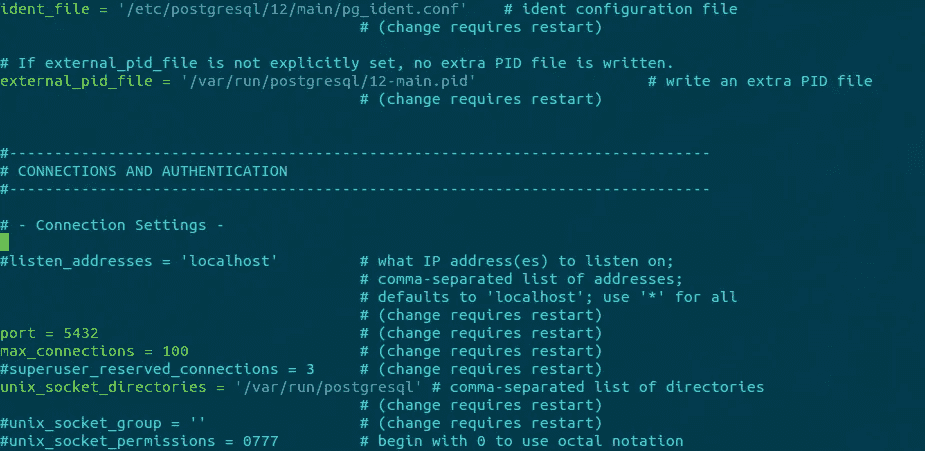 ident_file = '/etc/postgresql/12/main/pg_ident.conf'    # ident configuration file
                                        # (change requires restart)
# If external_pid_file is not explicitly set, no extra PID file is written.
external_pid_file = '/var/run/postgresql/12-main.pid'                   # write an extra PID file
                                        # (change requires restart)
#------------------------------------------------------------------------------
# CONNECTIONS AND AUTHENTICATION
#------------------------------------------------------------------------------
# - Connection Settings -
#listen_addresses = 'localhost'         # what IP address(es) to listen on;
                                        # comma-separated list of addresses;
                                        # defaults to 'localhost'; use '*' for all
                                        # (change requires restart)
port = 5432                             # (change requires restart)
max_connections = 100                   # (change requires restart)
#superuser_reserved_connections = 3     # (change requires restart)
unix_socket_directories = '/var/run/postgresql' # comma-separated list of directories
                                        # (change requires restart)
#unix_socket_group = ''                 # (change requires restart)
#unix_socket_permissions = 0777         # begin with 0 to use octal notation